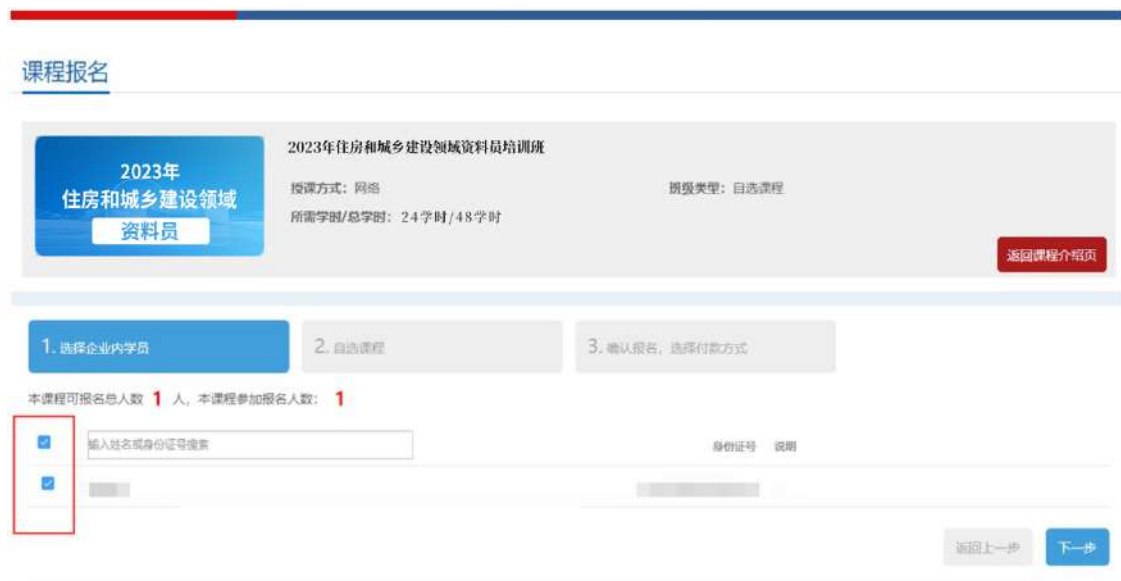 课程报名
2023年
住房和城乡建设领域
资料员
2023年住房和城乡建设领域资料员培训班
授课方式：网络
班级类型：自选课程
所需学时/总学时：24学时/48学时
返回课程介绍页
1. 选择企业内学员
2. 自选课程
3. 确认报名，选择付款方式
本课程可报名总人数 1 人，本课程参加报名人数： 1
输入姓名或身份证号搜索
身份证号 说明
返回上一步
下一步